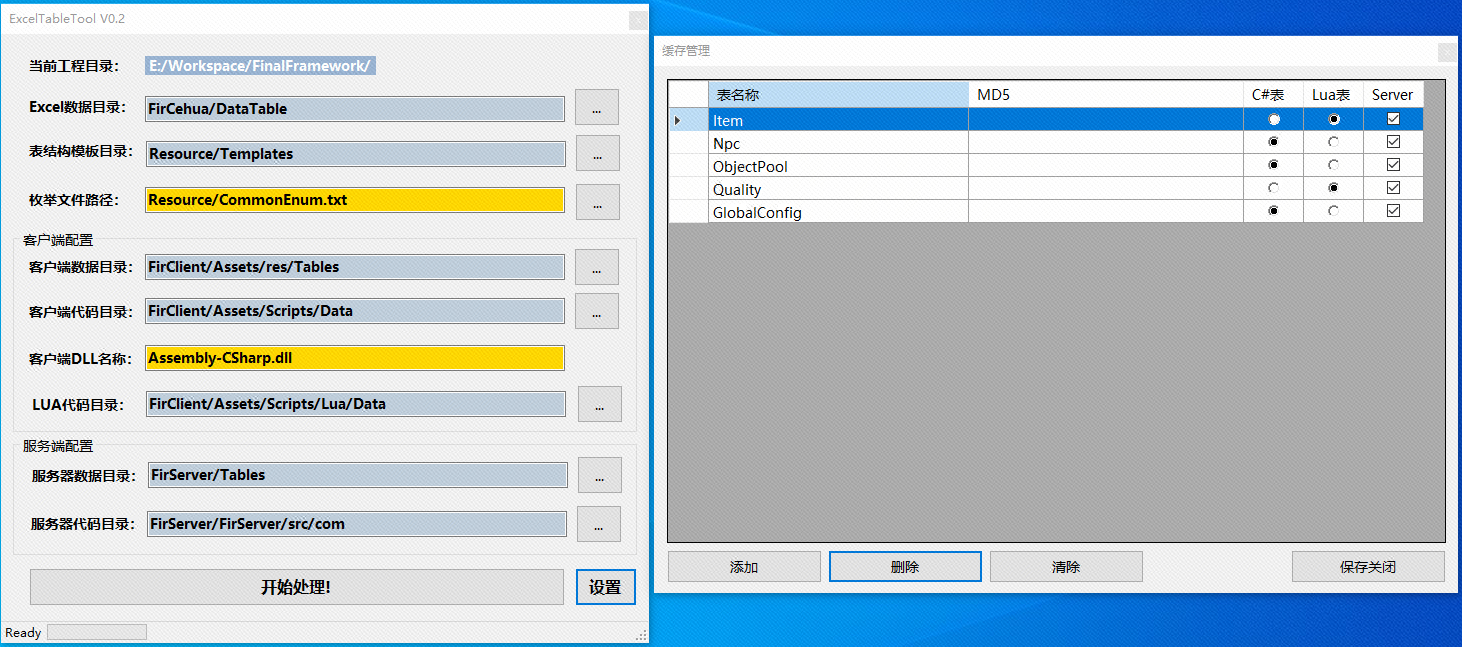 ExcelTableTool V0.2
当前工程目录： E:/Workspace/FinalFramework/
Excel数据目录： FirCehua/DataTable ...
表结构模板目录： Resource/Templates ...
枚举文件路径： Resource/CommonEnum.txt ...
客户端配置
客户端数据目录： FirClient/Assets/res/Tables ...
客户端代码目录： FirClient/Assets/Scripts/Data ...
客户端DLL名称： Assembly-CSharp.dll
LUA代码目录： FirClient/Assets/Scripts/Lua/Data ...
服务端配置
服务器数据目录： FirServer/Tables ...
服务器代码目录： FirServer/FirServer/src/com ...
开始处理! 设置
Ready
缓存管理
表名称 MD5 C#表 Lua表 Server
Item
Npc
ObjectPool
Quality
GlobalConfig
添加 删除 清除 保存关闭